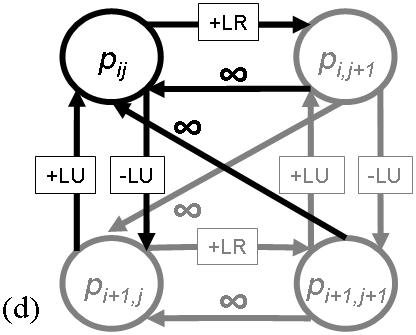 +LR
p_ij p_i,j+1
∞
∞
+LU -LU +LU -LU
∞
+LR
p_i+1,j p_i+1,j+1
∞
(d)